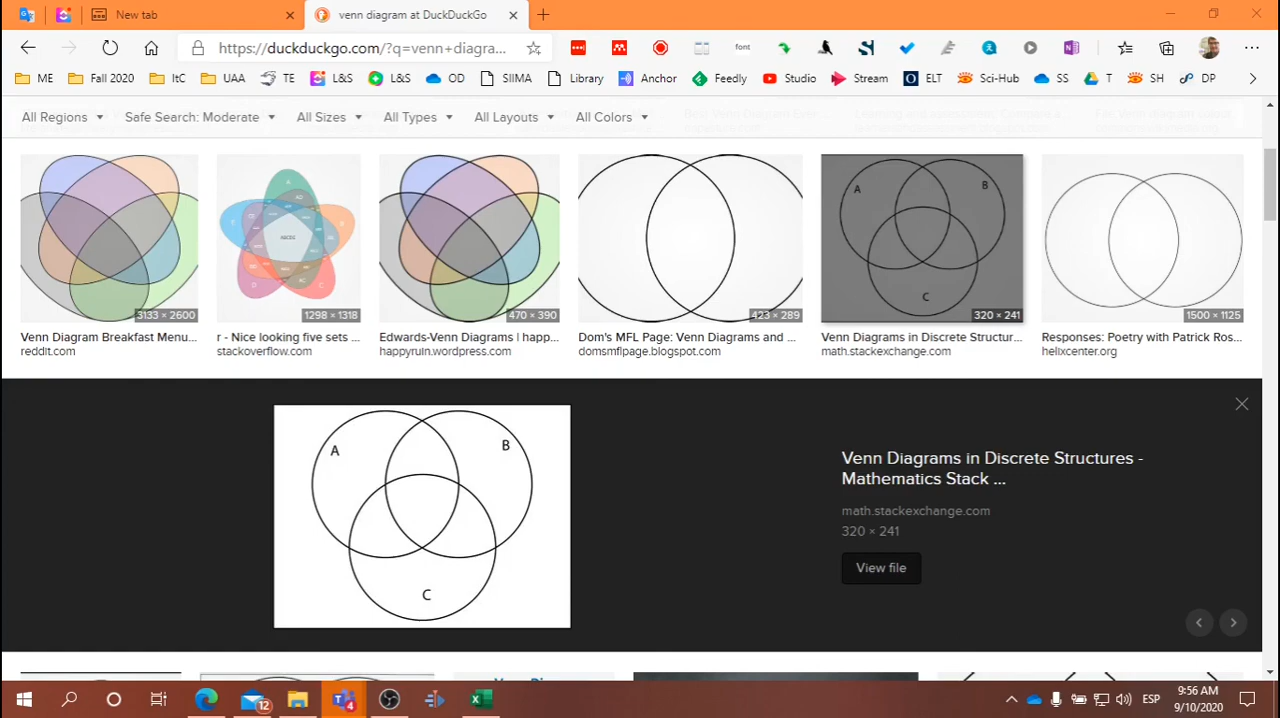 New tab
venn diagram at DuckDuckGo
https://duckduckgo.com/?q=venn+diagra...
font
ME
Fall 2020
ItC
UAA
TE
L&S
L&S
OD
SIIMA
Library
Anchor
Feedly
Studio
Stream
ELT
Sci-Hub
SS
T
SH
DP
All Regions
Safe Search: Moderate
All Sizes
All Types
All Layouts
All Colors
A
B
C
3133 × 2600
1298 × 1318
470 × 390
423 × 289
320 × 241
1500 × 1125
Venn Diagram Breakfast Menu...
r - Nice looking five sets ...
Edwards-Venn Diagrams | happ...
Dom's MFL Page: Venn Diagrams and ...
Venn Diagrams in Discrete Structur...
Responses: Poetry with Patrick Ros...
reddit.com
stackoverflow.com
happyruin.wordpress.com
domsmflpage.blogspot.com
math.stackexchange.com
helixcenter.org
A
B
C
Venn Diagrams in Discrete Structures -
Mathematics Stack ...
math.stackexchange.com
320 × 241
View file
12
4
ESP
9:56 AM
9/10/2020